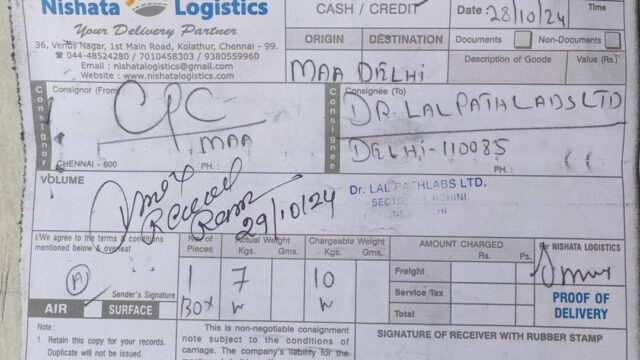 Nishata Logistics
Your Delivery Partner
36, Venus Nagar, 1st Main Road, Kolathur, Chennai - 99.
044-48524280 / 7010458303 / 9380559960
Email : nishatalogistics@gmail.com
Website : www.nishatalogistics.com
CASH / CREDIT
Date : 28/10/24
Time
ORIGIN
DESTINATION
Documents
Non-Documents
MAA DELHI
Description of Goods
Value (Rs.)
Consignor
Consignor (From)
CPC
MAA
CHENNAI - 600
PH. :
Consignee
Consignee (To)
DR. LAL PATHLABS LTD
DELHI-110085
PH. :
VOLUME
Received
29/10/24
Dr. LAL PATHLABS LTD.
I/We agree to the terms & conditions
mentioned below & overleaf
No. of Pieces
Actual Weight
Kgs. Gms.
Chargeable Weight
Kgs. Gms.
AMOUNT CHARGED
Rs. Ps.
For NISHATA LOGISTICS
A
1 7 10
Box
Freight
Service Tax
Total
Sender's Signature
AIR
SURFACE
PROOF OF
DELIVERY
Note :
1. Retain this copy for your records.
Duplicate will not be issued.
This is non-negotiable consignment
note subject to the conditions of
carriage. The company's liability for the
SIGNATURE OF RECEIVER WITH RUBBER STAMP